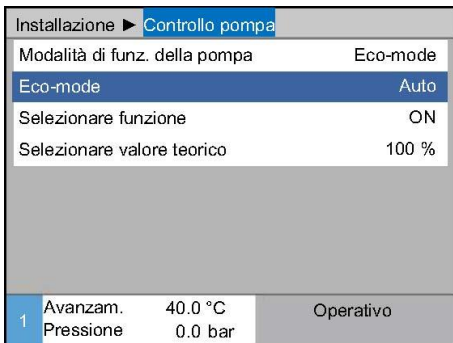 Installazione ► Controllo pompa
Modalità di funz. della pompa Eco-mode
Eco-mode Auto
Selezionare funzione ON
Selezionare valore teorico 100 %
1
Avanzam. 40.0 °C Operativo
Pressione 0.0 bar